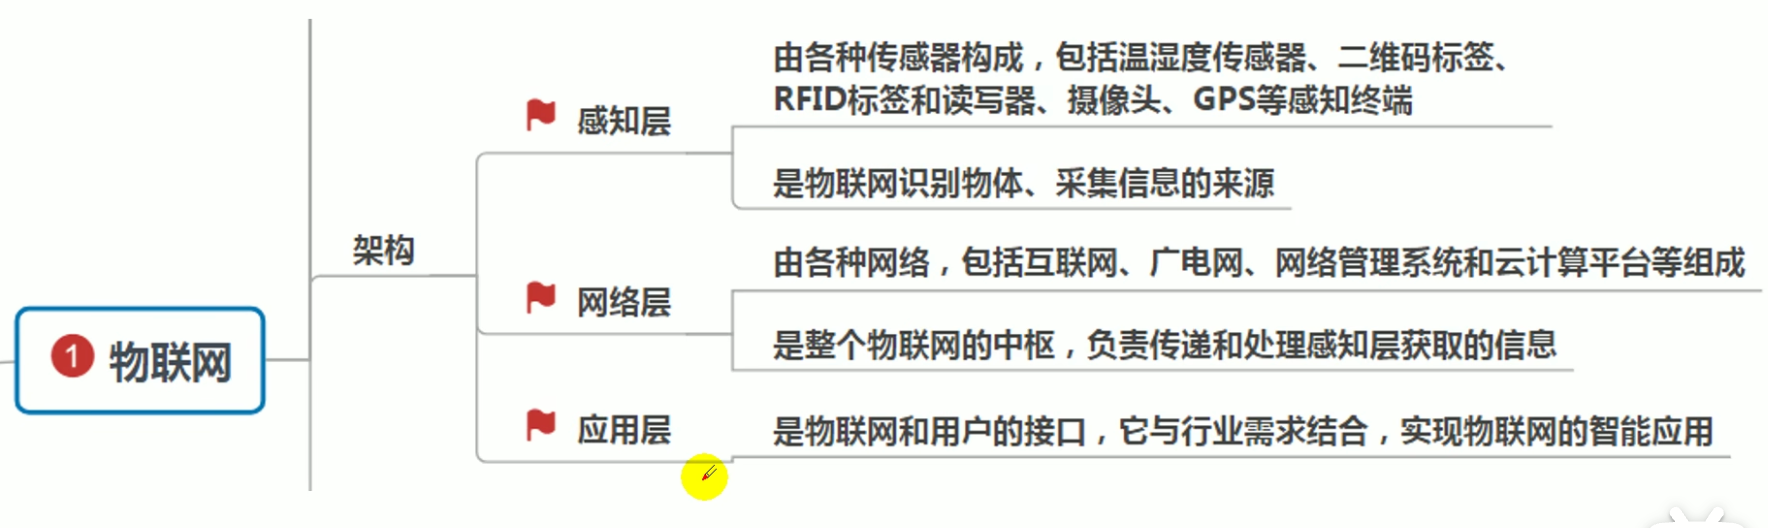 由各种传感器构成，包括温湿度传感器、二维码标签、
RFID标签和读写器、摄像头、GPS等感知终端
感知层
是物联网识别物体、采集信息的来源
架构
由各种网络，包括互联网、广电网、网络管理系统和云计算平台等组成
网络层
是整个物联网的中枢，负责传递和处理感知层获取的信息
1 物联网
应用层
是物联网和用户的接口，它与行业需求结合，实现物联网的智能应用